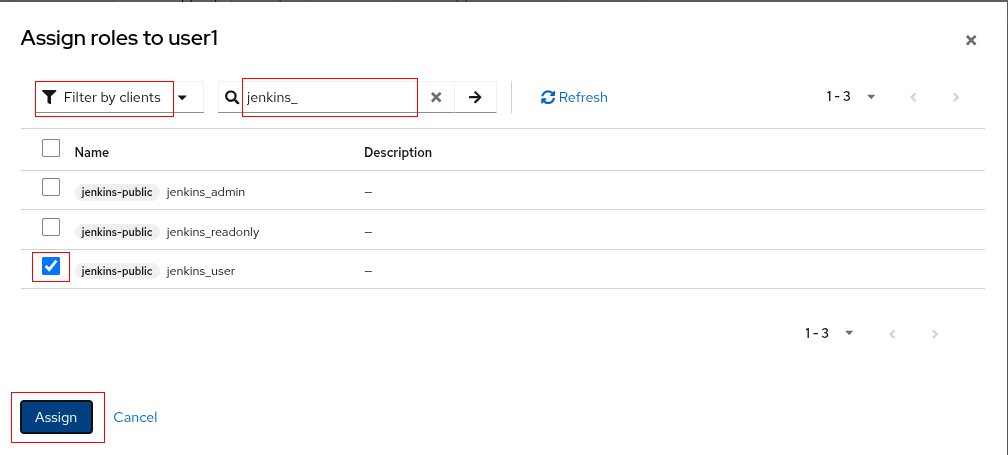 Assign roles to user1
Filter by clients jenkins_ Refresh 1 - 3
Name Description
jenkins-public jenkins_admin —
jenkins-public jenkins_readonly —
jenkins-public jenkins_user —
1 - 3
Assign Cancel